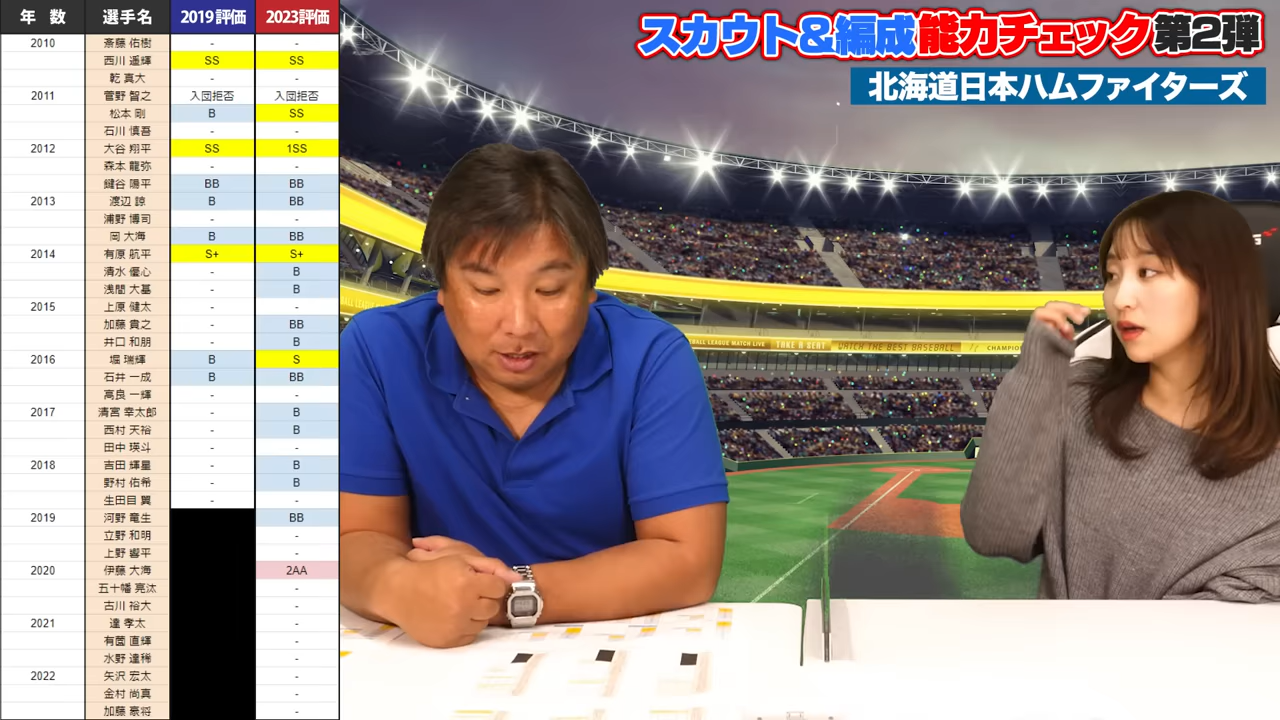 スカウト&編成能力チェック第2弾
北海道日本ハムファイターズ
年 数 選手名 2019評価 2023評価
2010 斎藤 佑樹 - -
西川 遥輝 SS SS
乾 真大 - -
2011 菅野 智之 入団拒否 入団拒否
松本 剛 B SS
石川 慎吾 - -
2012 大谷 翔平 SS 1SS
森本 龍弥 - -
鍵谷 陽平 BB BB
2013 渡辺 諒 B BB
浦野 博司 - -
岡 大海 B BB
2014 有原 航平 S+ S+
清水 優心 - B
浅間 大基 - B
2015 上原 健太 - -
加藤 貴之 - BB
井口 和朋 - B
2016 堀 瑞輝 B S
石井 一成 B BB
高良 一輝 - -
2017 清宮 幸太郎 - B
西村 天裕 - B
田中 瑛斗 - -
2018 吉田 輝星 - B
野村 佑希 - B
生田目 翼 - -
2019 河野 竜生 BB
立野 和明 -
上野 響平 -
2020 伊藤 大海 2AA
五十幡 亮汰 -
古川 裕大 -
2021 達 孝太 -
有薗 直輝 -
水野 達稀 -
2022 矢沢 宏太 -
金村 尚真 -
加藤 豪将 -
BALL LEAGUE MATCH LIVE TAKE A SEAT WATCH THE BEST BASEBALL CHAMPION